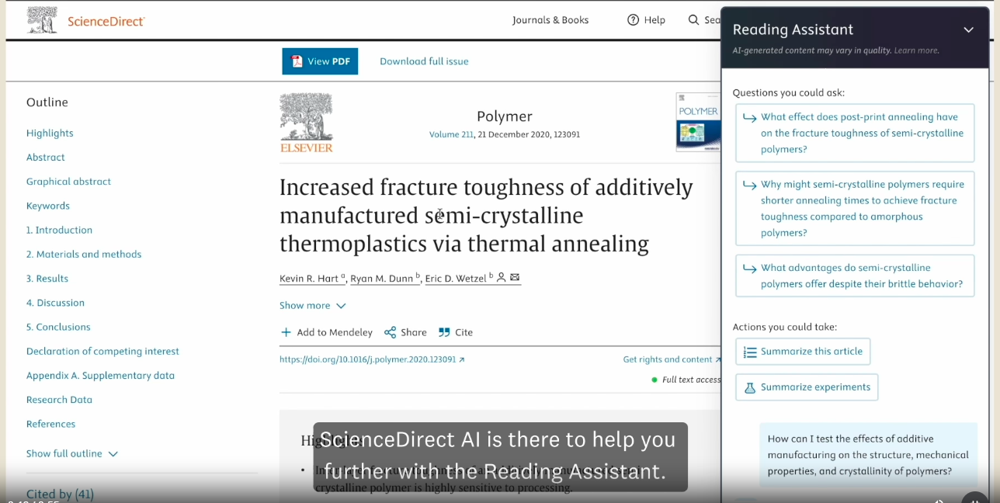 ScienceDirect
Journals & Books
Help
Sea
View PDF
Download full issue
Outline
Highlights
Abstract
Graphical abstract
Keywords
1. Introduction
2. Materials and methods
3. Results
4. Discussion
5. Conclusions
Declaration of competing interest
Appendix A. Supplementary data
Research Data
References
Show full outline
Cited by (41)
ELSEVIER
Polymer
Volume 211, 21 December 2020, 123091
POLYMER
Increased fracture toughness of additively
manufactured semi-crystalline
thermoplastics via thermal annealing
Kevin R. Hart a, Ryan M. Dunn b, Eric D. Wetzel b
Show more
Add to Mendeley
Share
Cite
https://doi.org/10.1016/j.polymer.2020.123091
Get rights and content
Full text access
crystalline polymer is highly sensitive to processing.
ScienceDirect AI is there to help you
further with the Reading Assistant.
Reading Assistant
AI-generated content may vary in quality. Learn more.
Questions you could ask:
What effect does post-print annealing have
on the fracture toughness of semi-crystalline
polymers?
Why might semi-crystalline polymers require
shorter annealing times to achieve fracture
toughness compared to amorphous
polymers?
What advantages do semi-crystalline
polymers offer despite their brittle behavior?
Actions you could take:
Summarize this article
Summarize experiments
How can I test the effects of additive
manufacturing on the structure, mechanical
properties, and crystallinity of polymers?